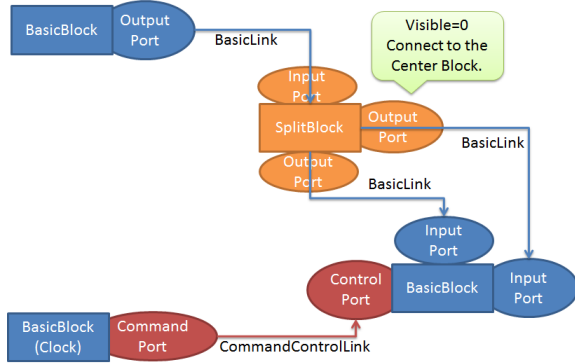 BasicBlock
Output
Port
BasicLink
Visible=0
Connect to the
Center Block.
Input
Port
SplitBlock
Output
Port
Output
Port
BasicLink
BasicLink
Input
Port
Control
Port
BasicBlock
Input
Port
BasicBlock
(Clock)
Command
Port
CommandControlLink